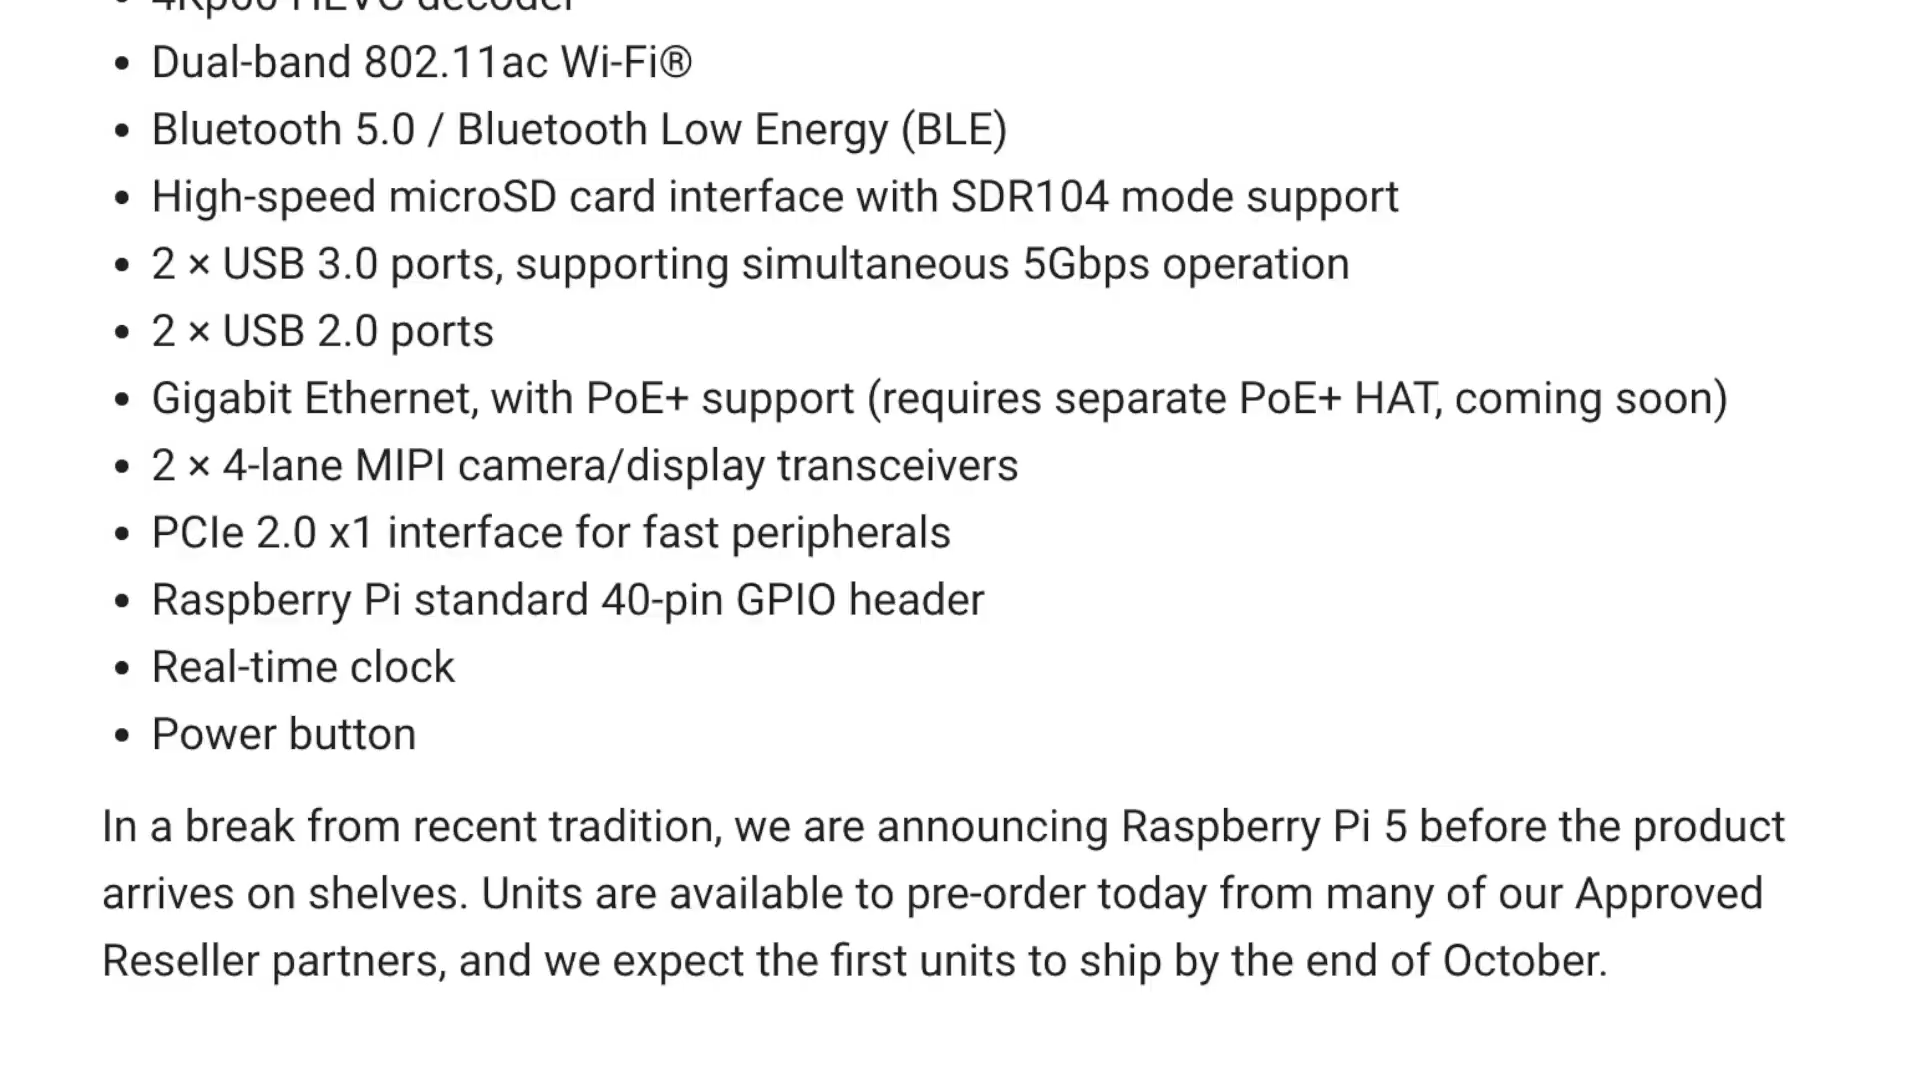 • 4Kp60 HEVC decoder
• Dual-band 802.11ac Wi-Fi®
• Bluetooth 5.0 / Bluetooth Low Energy (BLE)
• High-speed microSD card interface with SDR104 mode support
• 2 × USB 3.0 ports, supporting simultaneous 5Gbps operation
• 2 × USB 2.0 ports
• Gigabit Ethernet, with PoE+ support (requires separate PoE+ HAT, coming soon)
• 2 × 4-lane MIPI camera/display transceivers
• PCIe 2.0 x1 interface for fast peripherals
• Raspberry Pi standard 40-pin GPIO header
• Real-time clock
• Power button
In a break from recent tradition, we are announcing Raspberry Pi 5 before the product
arrives on shelves. Units are available to pre-order today from many of our Approved
Reseller partners, and we expect the first units to ship by the end of October.